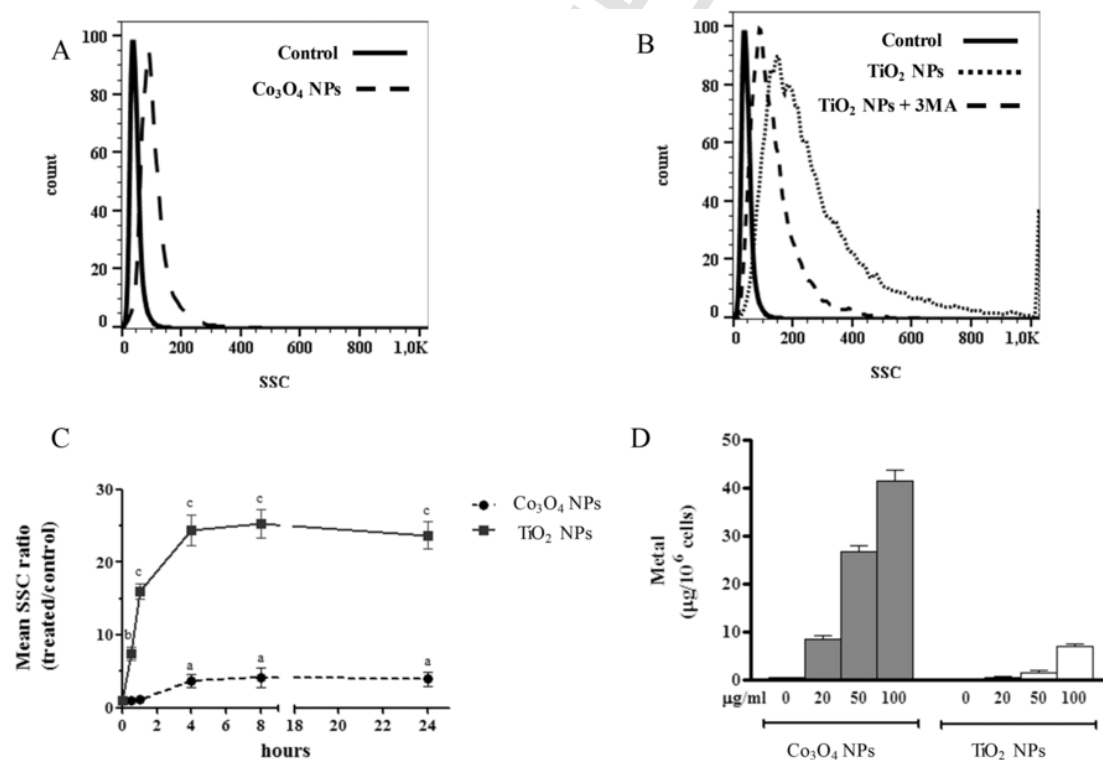 A
Control
Co3O4 NPs
count
100
80
60
40
20
0
0 200 400 600 800 1,0K
SSC
B
Control
TiO2 NPs
TiO2 NPs + 3MA
count
100
80
60
40
20
0
0 200 400 600 800 1,0K
SSC
C
Co3O4 NPs
TiO2 NPs
Mean SSC ratio
(treated/control)
30
20
10
0
b
c
c
c
c
a
a
a
0 2 4 6 8 18 20 22 24
hours
D
Metal
(µg/10^6 cells)
50
40
30
20
10
0
µg/ml 0 20 50 100 0 20 50 100
Co3O4 NPs TiO2 NPs